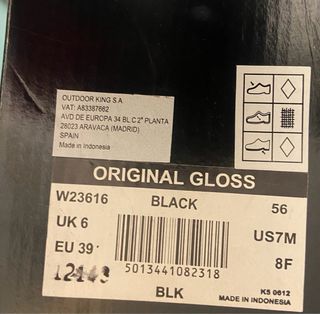 OUTDOOR KING S.A
VAT: A83387662
AVD DE EUROPA 34 BL C 2º PLANTA
28023 ARAVACA (MADRID)
SPAIN
Made in Indonesia
ORIGINAL GLOSS
W23616 BLACK 56
UK 6 US7M
EU 39 8F
5013441082318
BLK
KS 0612
MADE IN INDONESIA